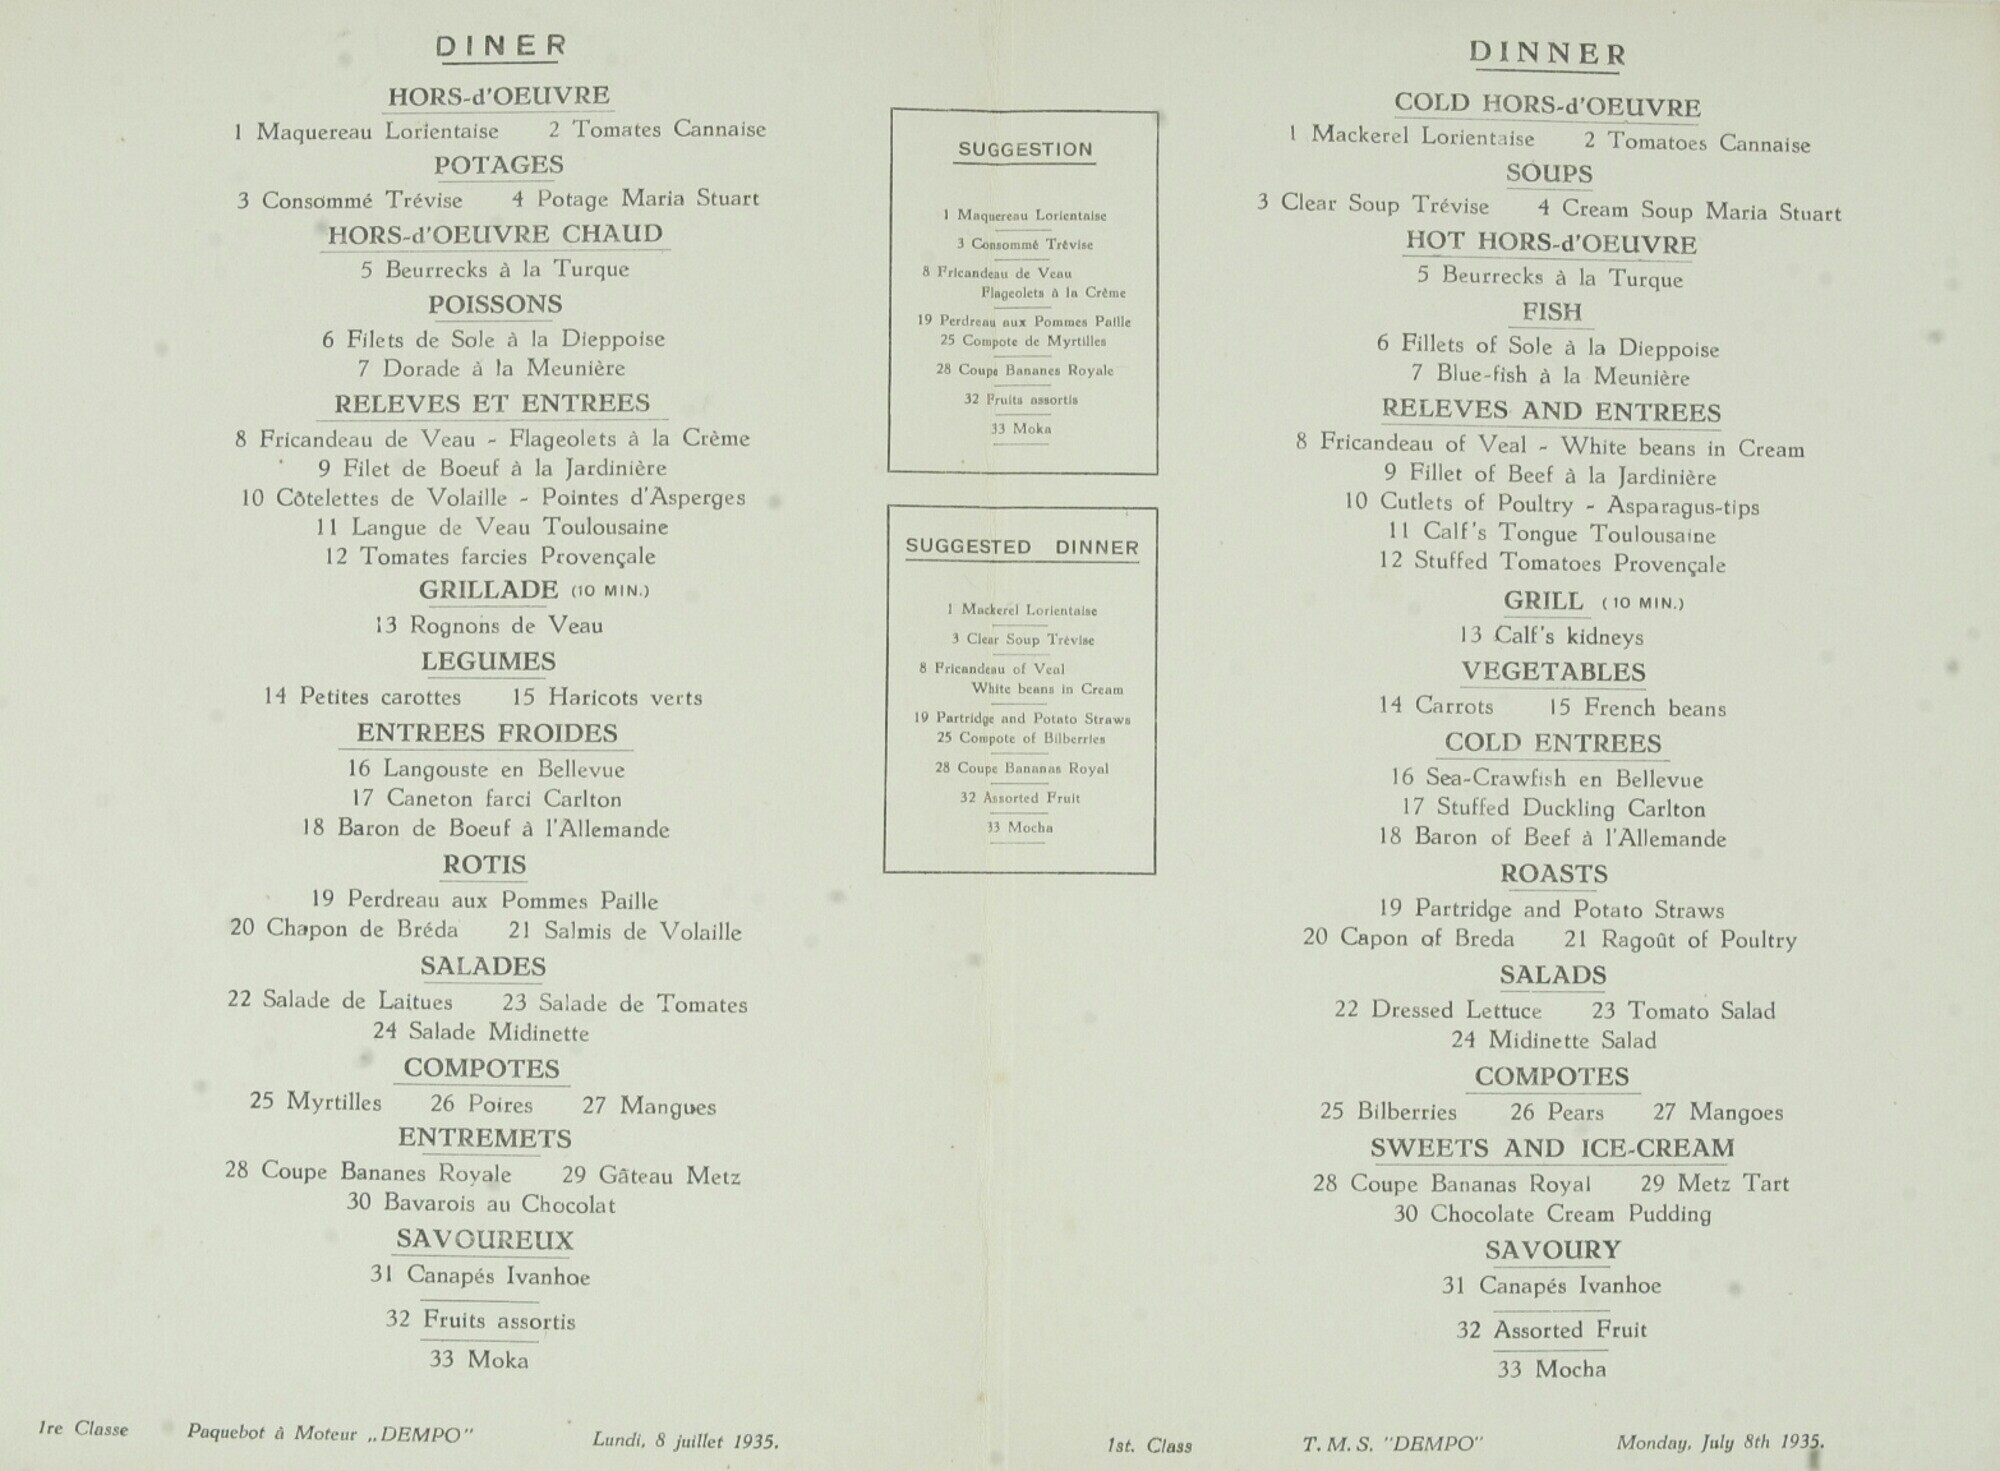 DINER
HORS-d'OEUVRE
1 Maquereau Lorientaise 2 Tomates Cannaise
POTAGES
3 Consommé Trévise 4 Potage Maria Stuart
HORS-d'OEUVRE CHAUD
5 Beurrecks à la Turque
POISSONS
6 Filets de Sole à la Dieppoise
7 Dorade à la Meunière
RELEVES ET ENTREES
8 Fricandeau de Veau - Flageolets à la Crème
9 Filet de Boeuf à la Jardinière
10 Côtelettes de Volaille - Pointes d'Asperges
11 Langue de Veau Toulousaine
12 Tomates farcies Provençale
GRILLADE (10 MIN.)
13 Rognons de Veau
LEGUMES
14 Petites carottes 15 Haricots verts
ENTREES FROIDES
16 Langouste en Bellevue
17 Caneton farci Carlton
18 Baron de Boeuf à l'Allemande
ROTIS
19 Perdreau aux Pommes Paille
20 Chapon de Bréda 21 Salmis de Volaille
SALADES
22 Salade de Laitues 23 Salade de Tomates
24 Salade Midinette
COMPOTES
25 Myrtilles 26 Poires 27 Mangues
ENTREMETS
28 Coupe Bananes Royale 29 Gâteau Metz
30 Bavarois au Chocolat
SAVOUREUX
31 Canapés Ivanhoe
32 Fruits assortis
33 Moka
1re Classe Paquebot à Moteur „DEMPO" Lundi, 8 juillet 1935.
SUGGESTION
1 Maquereau Lorientaise
3 Consommé Trévise
8 Fricandeau de Veau
Flageolets à la Crème
19 Perdreau aux Pommes Paille
25 Compote de Myrtilles
28 Coupe Bananes Royale
32 Fruits assortis
33 Moka
SUGGESTED DINNER
1 Mackerel Lorientaise
3 Clear Soup Trévise
8 Fricandeau of Veal
White beans in Cream
19 Partridge and Potato Straws
25 Compote of Bilberries
28 Coupe Bananas Royal
32 Assorted Fruit
33 Mocha
DINNER
COLD HORS-d'OEUVRE
1 Mackerel Lorientaise 2 Tomatoes Cannaise
SOUPS
3 Clear Soup Trévise 4 Cream Soup Maria Stuart
HOT HORS-d'OEUVRE
5 Beurrecks à la Turque
FISH
6 Fillets of Sole à la Dieppoise
7 Blue-fish à la Meunière
RELEVES AND ENTREES
8 Fricandeau of Veal - White beans in Cream
9 Fillet of Beef à la Jardinière
10 Cutlets of Poultry - Asparagus-tips
11 Calf's Tongue Toulousaine
12 Stuffed Tomatoes Provençale
GRILL (10 MIN.)
13 Calf's kidneys
VEGETABLES
14 Carrots 15 French beans
COLD ENTREES
16 Sea-Crawfish en Bellevue
17 Stuffed Duckling Carlton
18 Baron of Beef à l'Allemande
ROASTS
19 Partridge and Potato Straws
20 Capon of Breda 21 Ragoût of Poultry
SALADS
22 Dressed Lettuce 23 Tomato Salad
24 Midinette Salad
COMPOTES
25 Bilberries 26 Pears 27 Mangoes
SWEETS AND ICE-CREAM
28 Coupe Bananas Royal 29 Metz Tart
30 Chocolate Cream Pudding
SAVOURY
31 Canapés Ivanhoe
32 Assorted Fruit
33 Mocha
1st. Class T. M. S. "DEMPO" Monday, July 8th 1935.